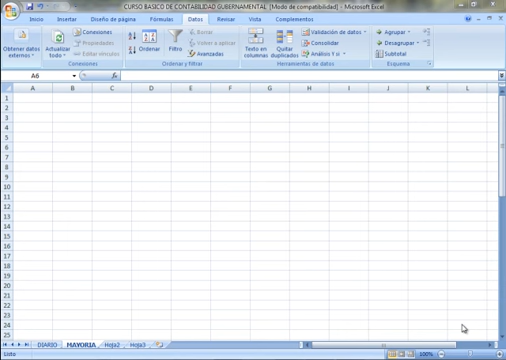 CURSO BASICO DE CONTABILIDAD GUBERNAMENTAL [Modo de compatibilidad] - Microsoft Excel
Inicio Insertar Diseño de página Fórmulas Datos Revisar Vista Complementos
Obtener datos externos
Actualizar todo
Conexiones
Propiedades
Editar vínculos
Conexiones
Ordenar
Filtro
Borrar
Volver a aplicar
Avanzadas
Ordenar y filtrar
Texto en columnas
Quitar duplicados
Validación de datos
Consolidar
Análisis Y si
Herramientas de datos
Agrupar
Desagrupar
Subtotal
Esquema
A6 fx
A B C D E F G H I J K L
1
2
3
4
5
6
7
8
9
10
11
12
13
14
15
16
17
18
19
20
21
22
23
24
25
DIARIO MAYORIA Hoja2 Hoja3
Listo 100%